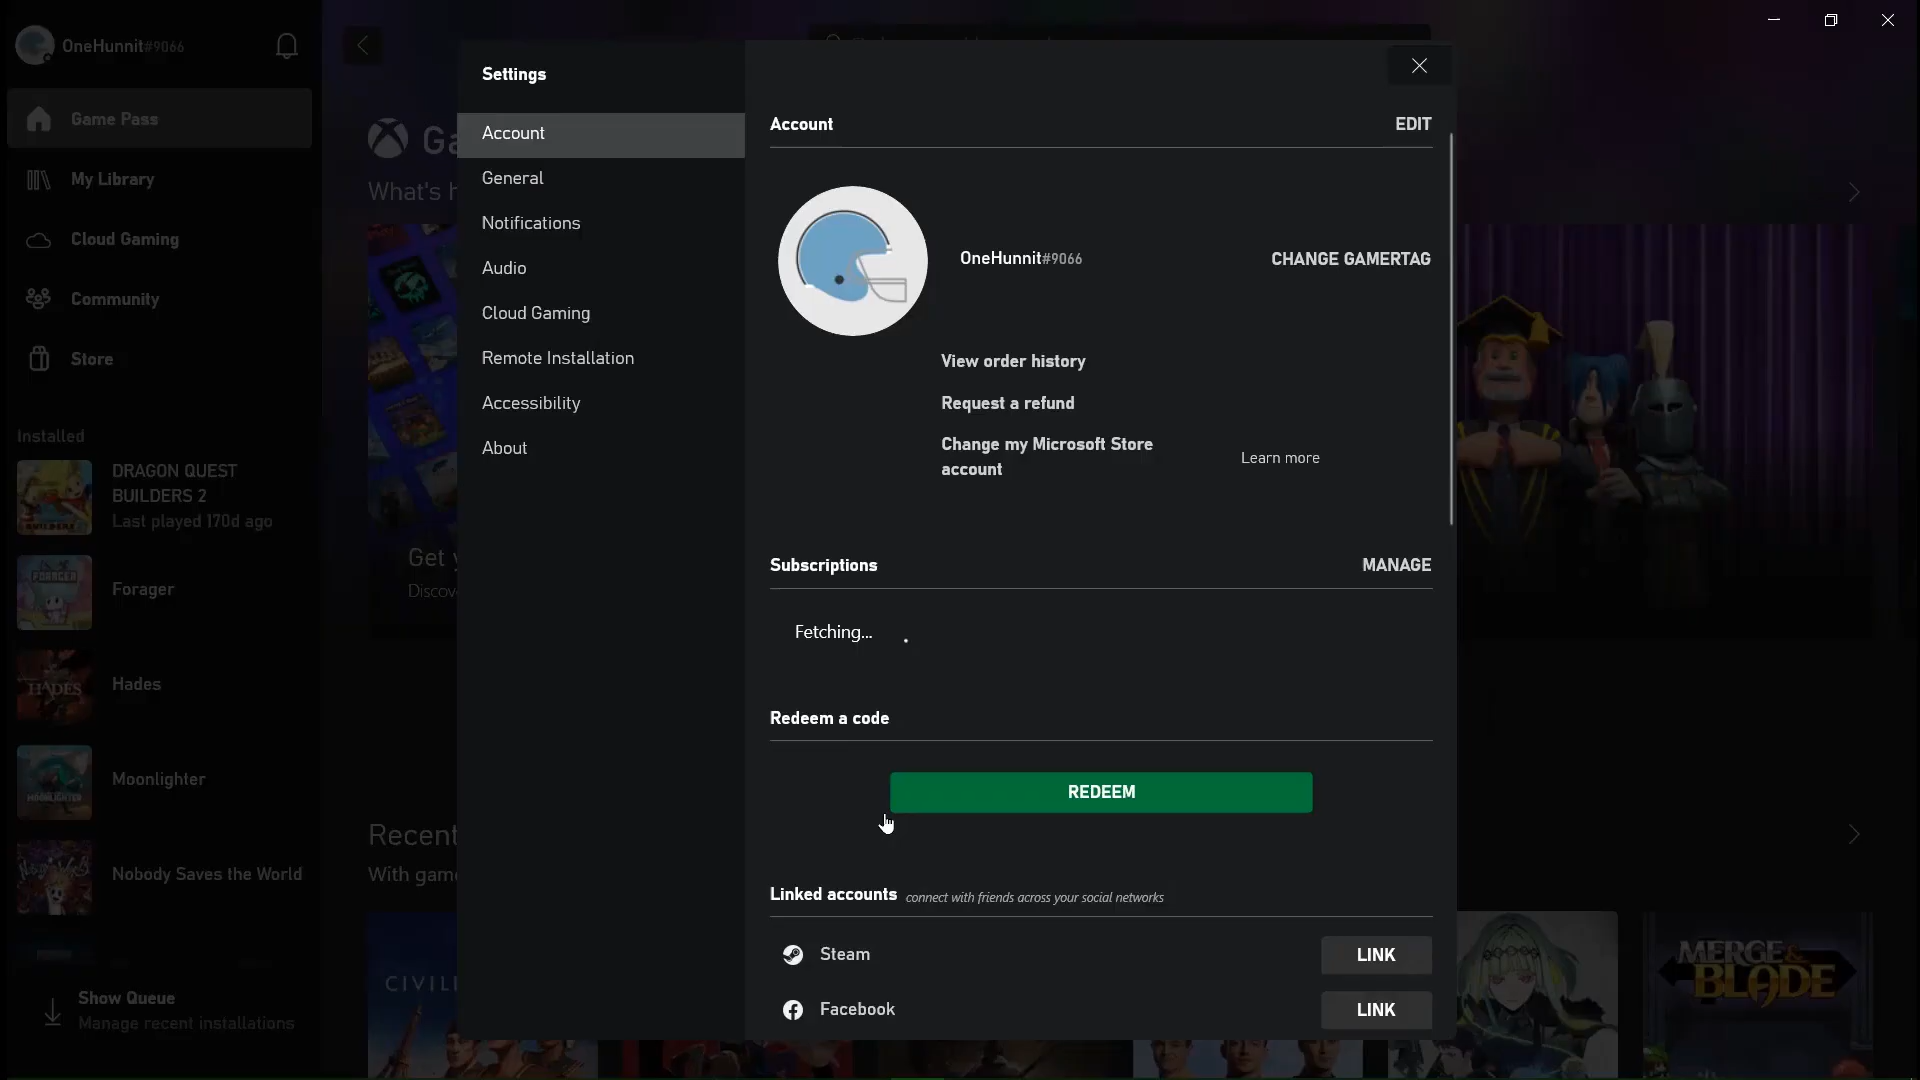 OneHunnit#9066
Game Pass
My Library
Cloud Gaming
Community
Store
Installed
DRAGON QUEST
BUILDERS 2
Last played 170d ago
Forager
Hades
Moonlighter
Nobody Saves the World
Show Queue
Manage recent installations
What's h
Get y
Discov
Recent
With game
CIVILI
Settings
Account
General
Notifications
Audio
Cloud Gaming
Remote Installation
Accessibility
About
Account
EDIT
OneHunnit#9066
CHANGE GAMERTAG
View order history
Request a refund
Change my Microsoft Store
account
Learn more
Subscriptions
MANAGE
Fetching...
Redeem a code
REDEEM
Linked accounts connect with friends across your social networks
Steam
LINK
Facebook
LINK
FORAGER
HADES
MOONLIGHTER
MERGE &
BLADE